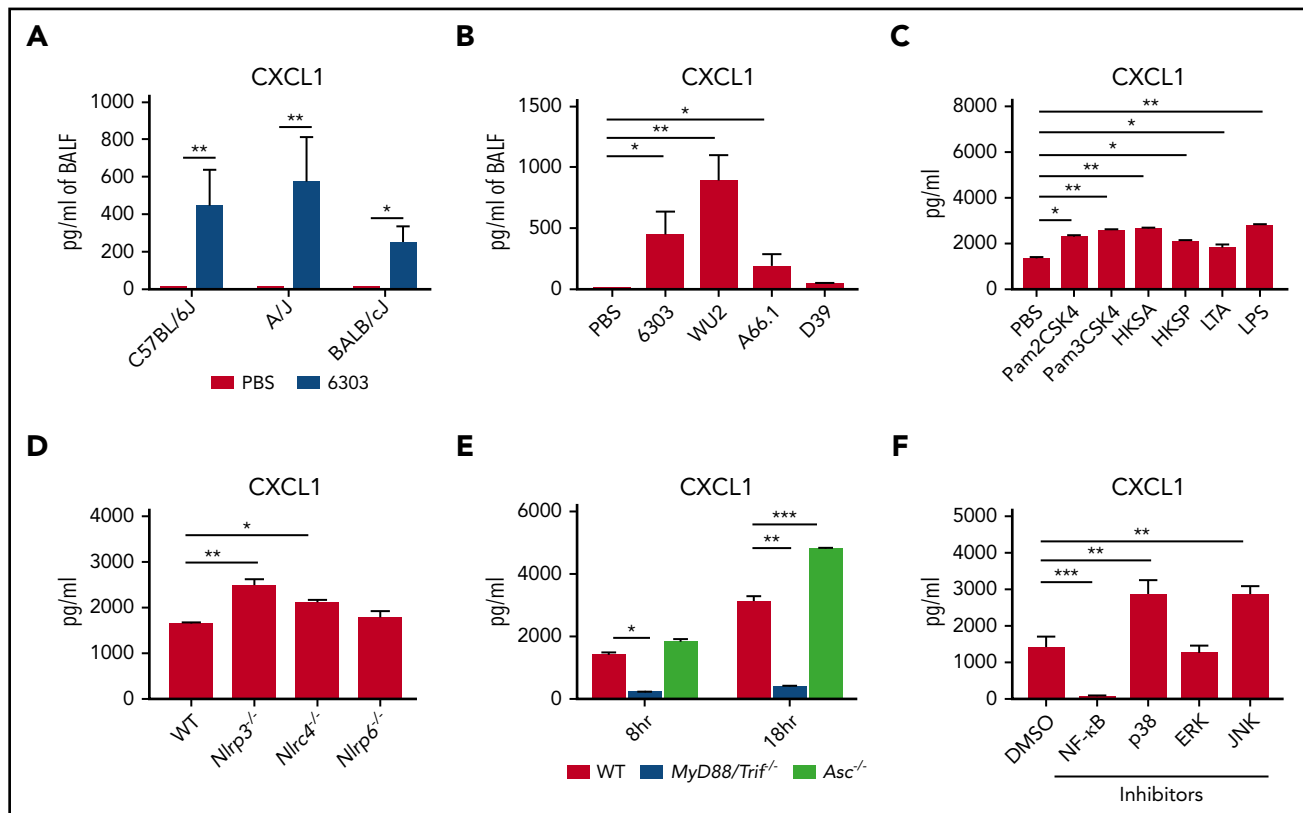 A
CXCL1
pg/ml of BALF
1000
800
600
400
200
0
**
**
*
C57BL/6J
A/J
BALB/cJ
PBS
6303
B
CXCL1
pg/ml of BALF
1500
1000
500
0
*
**
*
PBS
6303
WU2
A66.1
D39
C
CXCL1
pg/ml
8000
6000
4000
2000
0
**
*
*
**
**
*
PBS
Pam2CSK4
Pam3CSK4
HKSA
HKSP
LTA
LPS
D
CXCL1
pg/ml
4000
3000
2000
1000
0
*
**
WT
Nlrp3-/-
Nlrc4-/-
Nlrp6-/-
E
CXCL1
pg/ml
6000
4000
2000
0
*
***
**
8hr
18hr
WT
MyD88/Trif-/-
Asc-/-
F
CXCL1
pg/ml
5000
4000
3000
2000
1000
0
**
**
***
DMSO
NF-κB
p38
ERK
JNK
Inhibitors